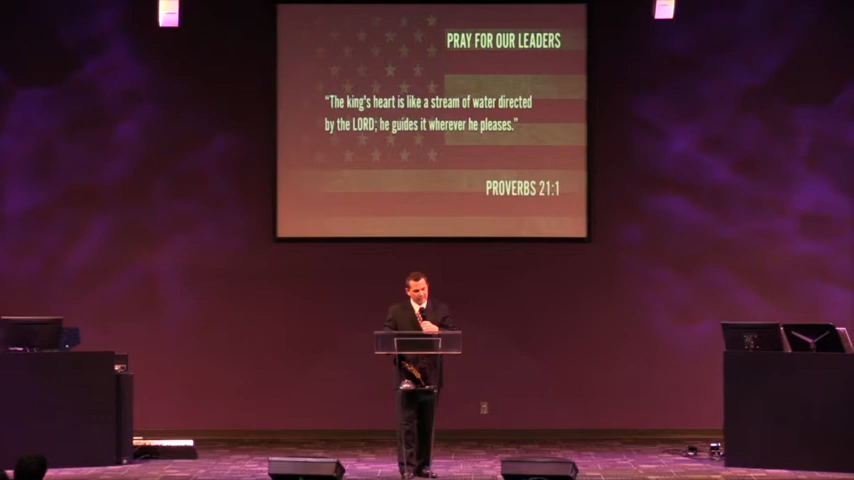 PRAY FOR OUR LEADERS
"The king's heart is like a stream of water directed
by the LORD; he guides it wherever he pleases."
PROVERBS 21:1